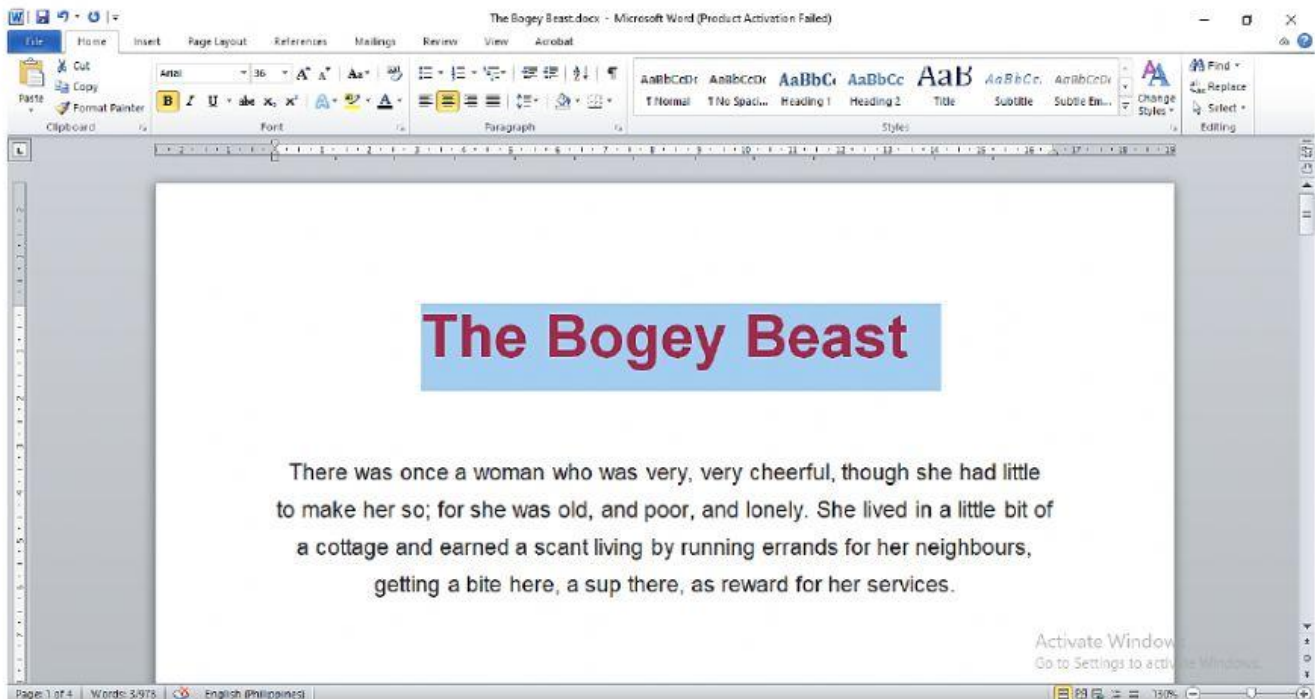 The Bogey Beast.docx - Microsoft Word (Product Activation Failed)
File Home Insert Page Layout References Mailings Review View Acrobat
Cut
Copy
Paste
Format Painter
Clipboard
Arial 36
Font
Paragraph
AaBbCcDc AaBbCcDc AaBbCc AaBbCc AaB AaBbCc. AaBbCcDc
¶ Normal ¶ No Spaci... Heading 1 Heading 2 Title Subtitle Subtle Em...
Change
Styles
Styles
Find
Replace
Select
Editing
The Bogey Beast
There was once a woman who was very, very cheerful, though she had little
to make her so; for she was old, and poor, and lonely. She lived in a little bit of
a cottage and earned a scant living by running errands for her neighbours,
getting a bite here, a sup there, as reward for her services.
Activate Windows
Go to Settings to activate Windows.
Page: 1 of 4 Words: 3/978 English (Philippines) 190%